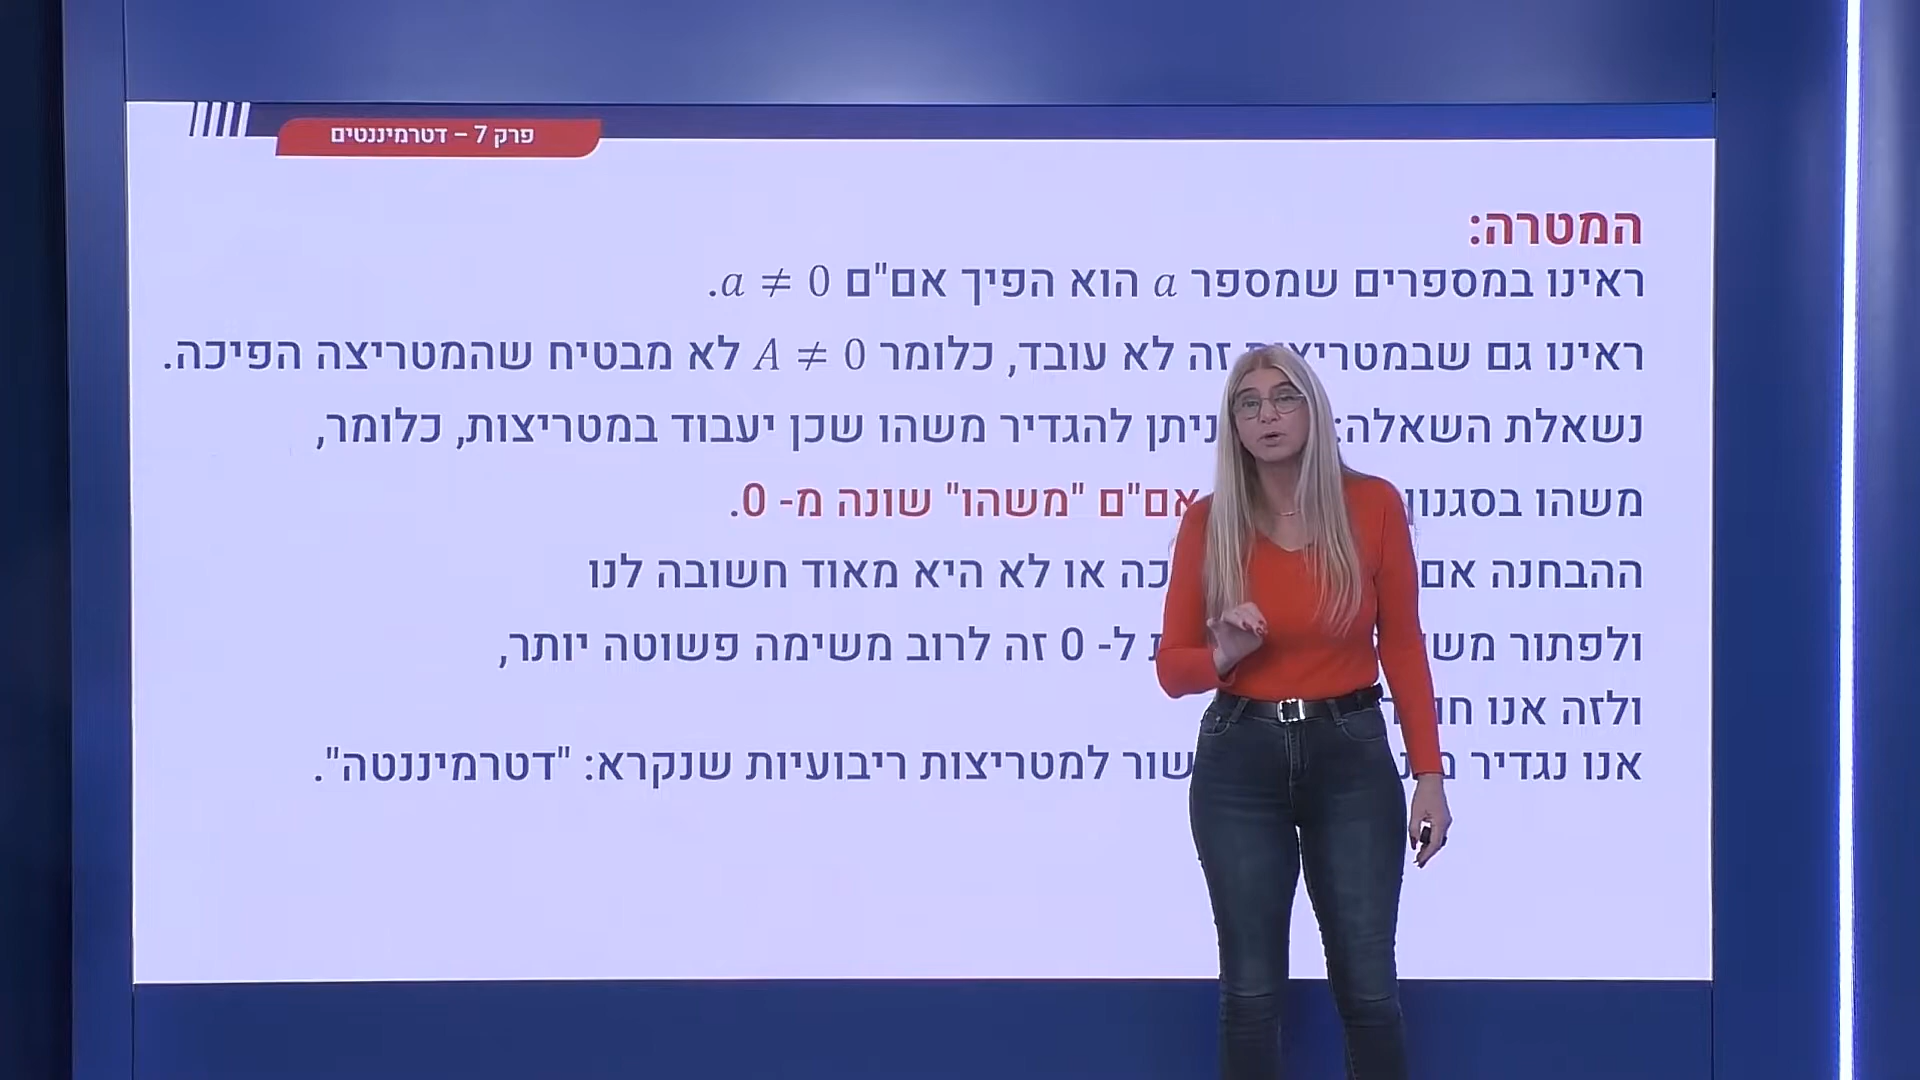 פרק 7 – דטרמיננטים
המטרה:
ראינו במספרים שמספר a הוא הפיך אם"ם a ≠ 0.
ראינו גם שבמטריצות זה לא עובד, כלומר A ≠ 0 לא מבטיח שהמטריצה הפיכה.
נשאלת השאלה: ניתן להגדיר משהו שכן יעבוד במטריצות, כלומר,
משהו בסגנון אם"ם "משהו" שונה מ- 0.
ההבחנה אם או לא היא מאוד חשובה לנו
ולפתור ל- 0 זה לרוב משימה פשוטה יותר,
ולזה אנו
אנו נגדיר למטריצות ריבועיות שנקרא: "דטרמיננטה".